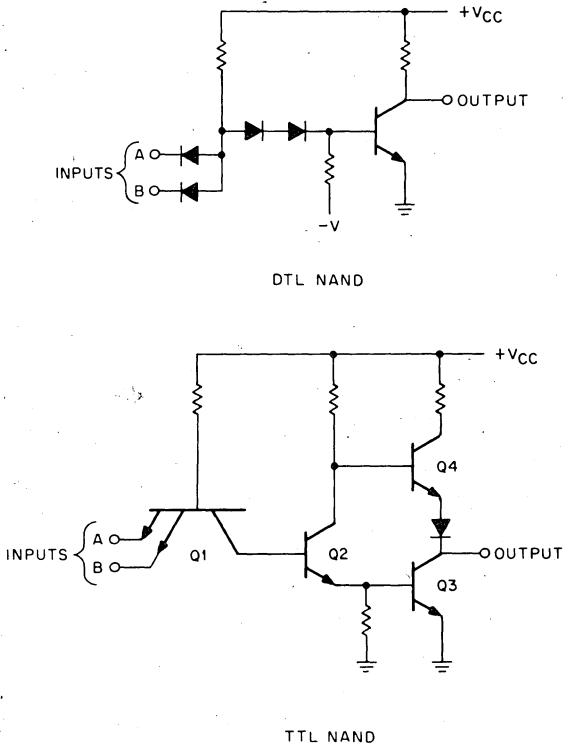 +VCC
OUTPUT
A
INPUTS
B
-V
DTL NAND
+VCC
Q4
A
INPUTS
B
Q1
Q2
OUTPUT
Q3
TTL NAND